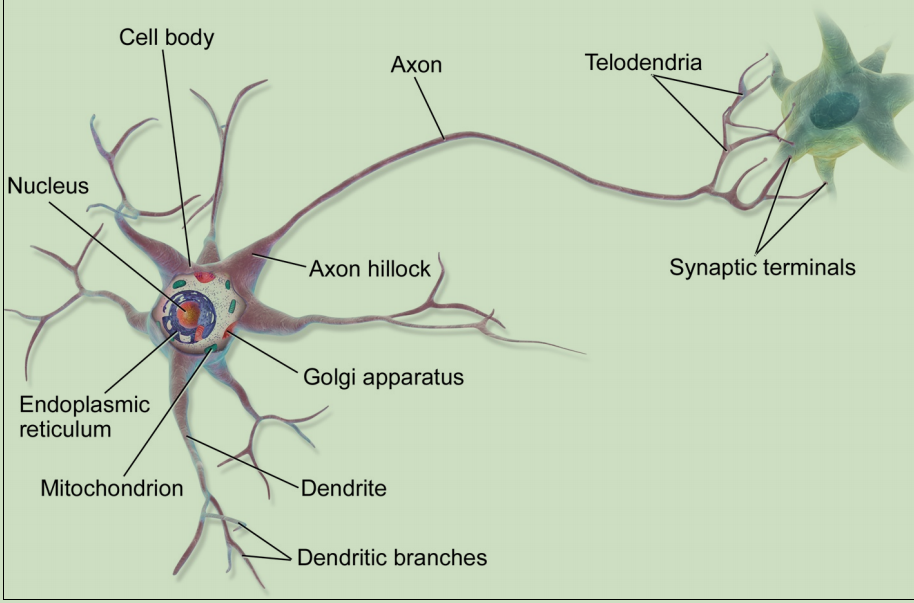 Cell body
Axon
Telodendria
Nucleus
Axon hillock
Synaptic terminals
Golgi apparatus
Endoplasmic
reticulum
Mitochondrion
Dendrite
Dendritic branches